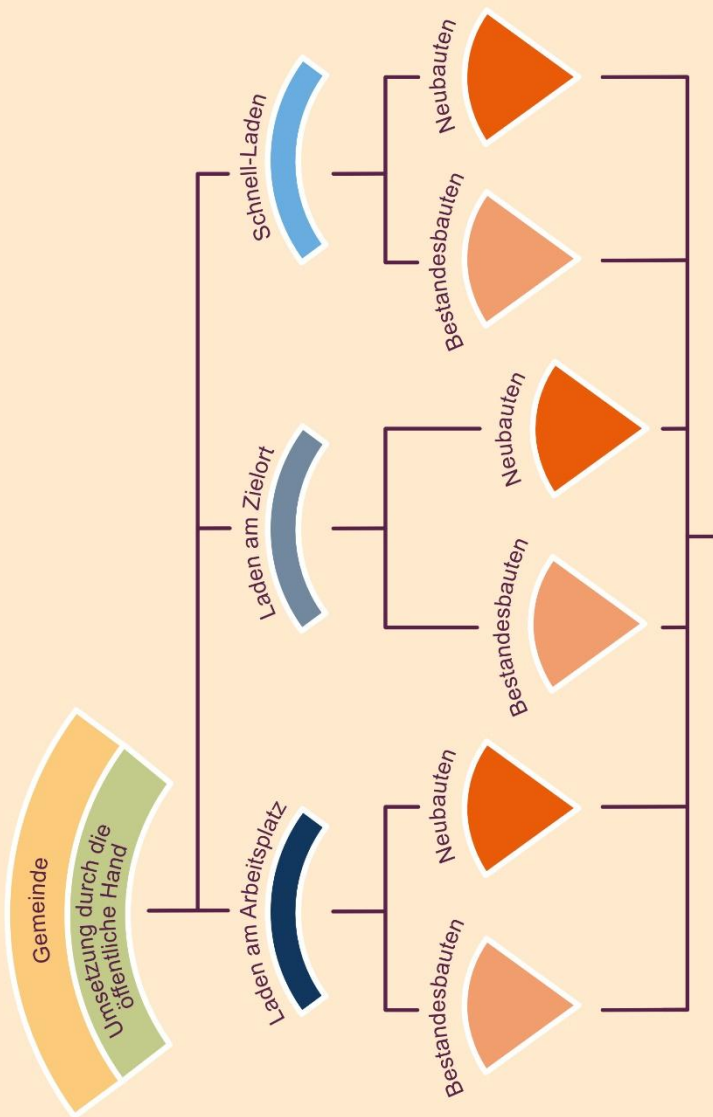 Gemeinde
Umsetzung durch die
öffentliche Hand
Laden am Arbeitsplatz
Laden am Zielort
Schnell-Laden
Bestandesbauten
Neubauten
Bestandesbauten
Neubauten
Bestandesbauten
Neubauten